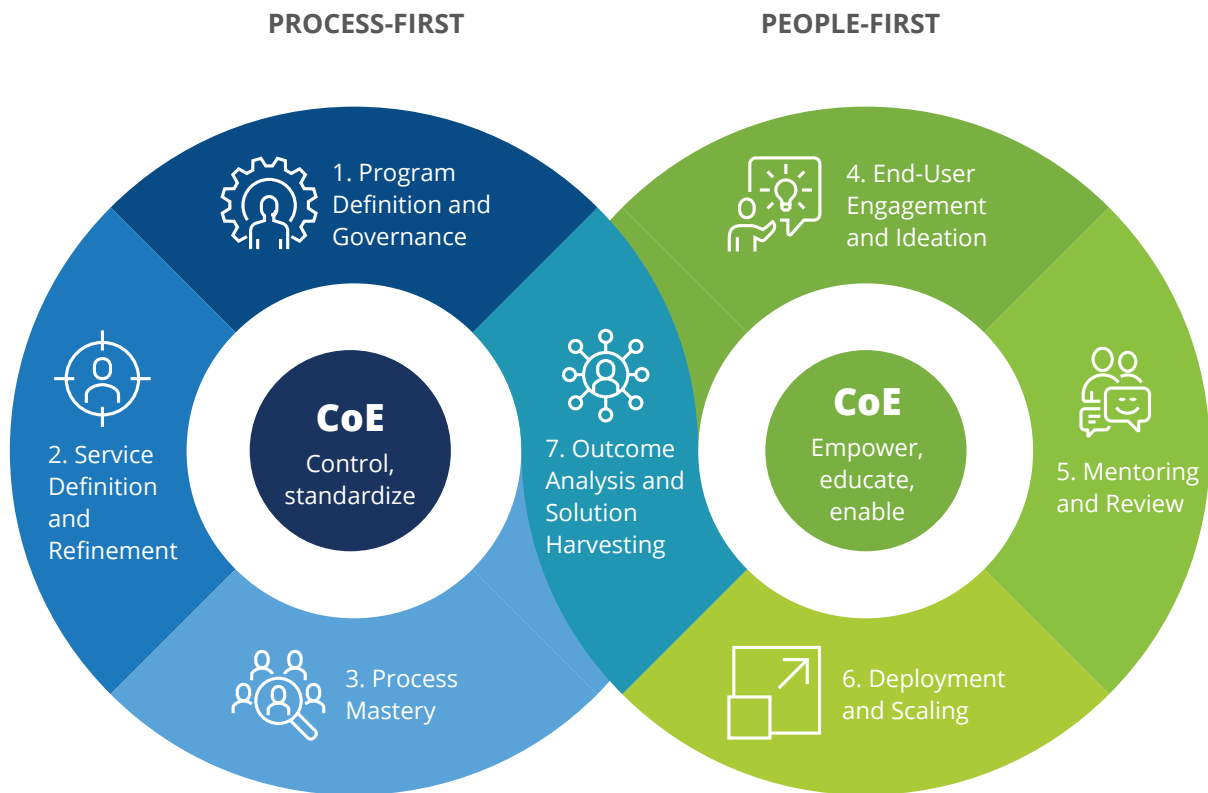 PROCESS-FIRST
PEOPLE-FIRST
1. Program
Definition and
Governance
2. Service
Definition
and
Refinement
CoE
Control,
standardize
3. Process
Mastery
7. Outcome
Analysis and
Solution
Harvesting
4. End-User
Engagement
and Ideation
CoE
Empower,
educate,
enable
5. Mentoring
and Review
6. Deployment
and Scaling